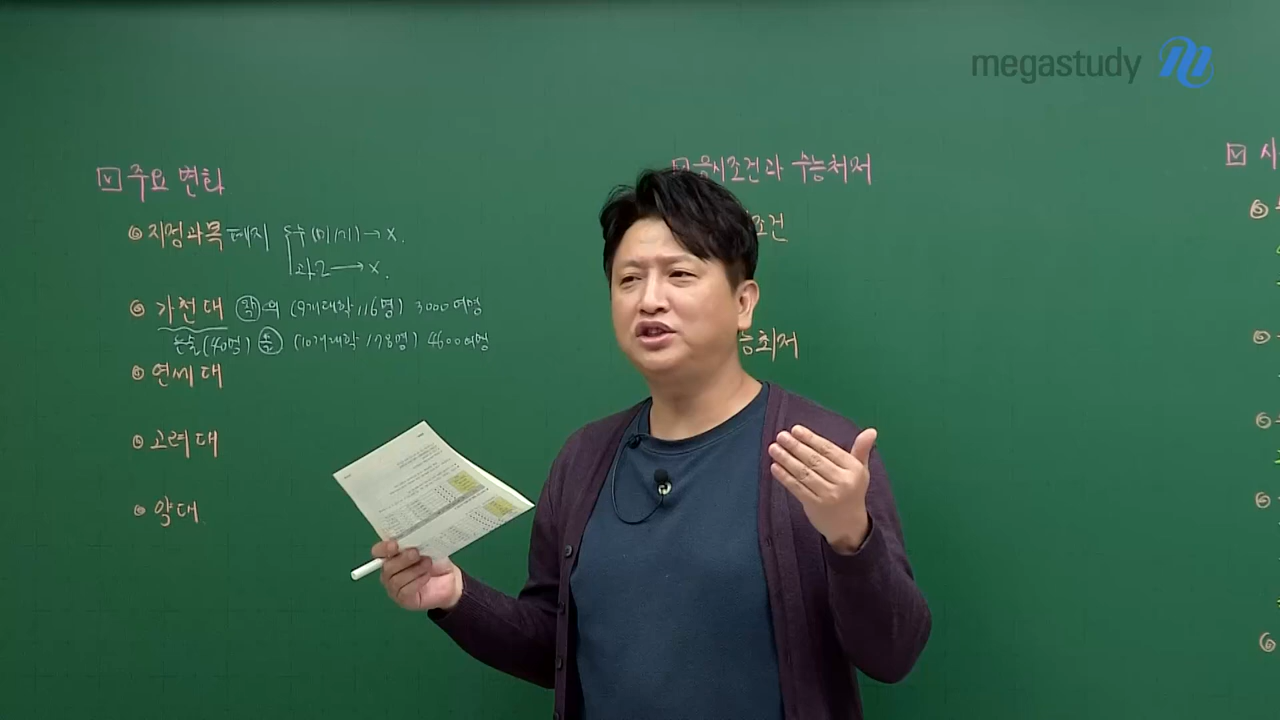 megastudy
주요 변화
지정과목 폐지 수(미/기) → X.
과2 → X.
가천대 의 (9개대학, 116명) 3000여명
논술(40명) (10개대학, 178명) 4600여명
연세대
고려대
약대
응시조건과 수능최저
조건
능최저